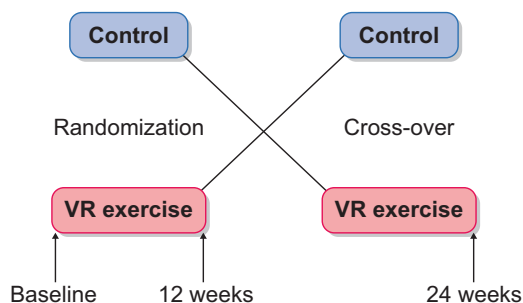 Control
Control
Randomization
Cross-over
VR exercise
VR exercise
Baseline
12 weeks
24 weeks